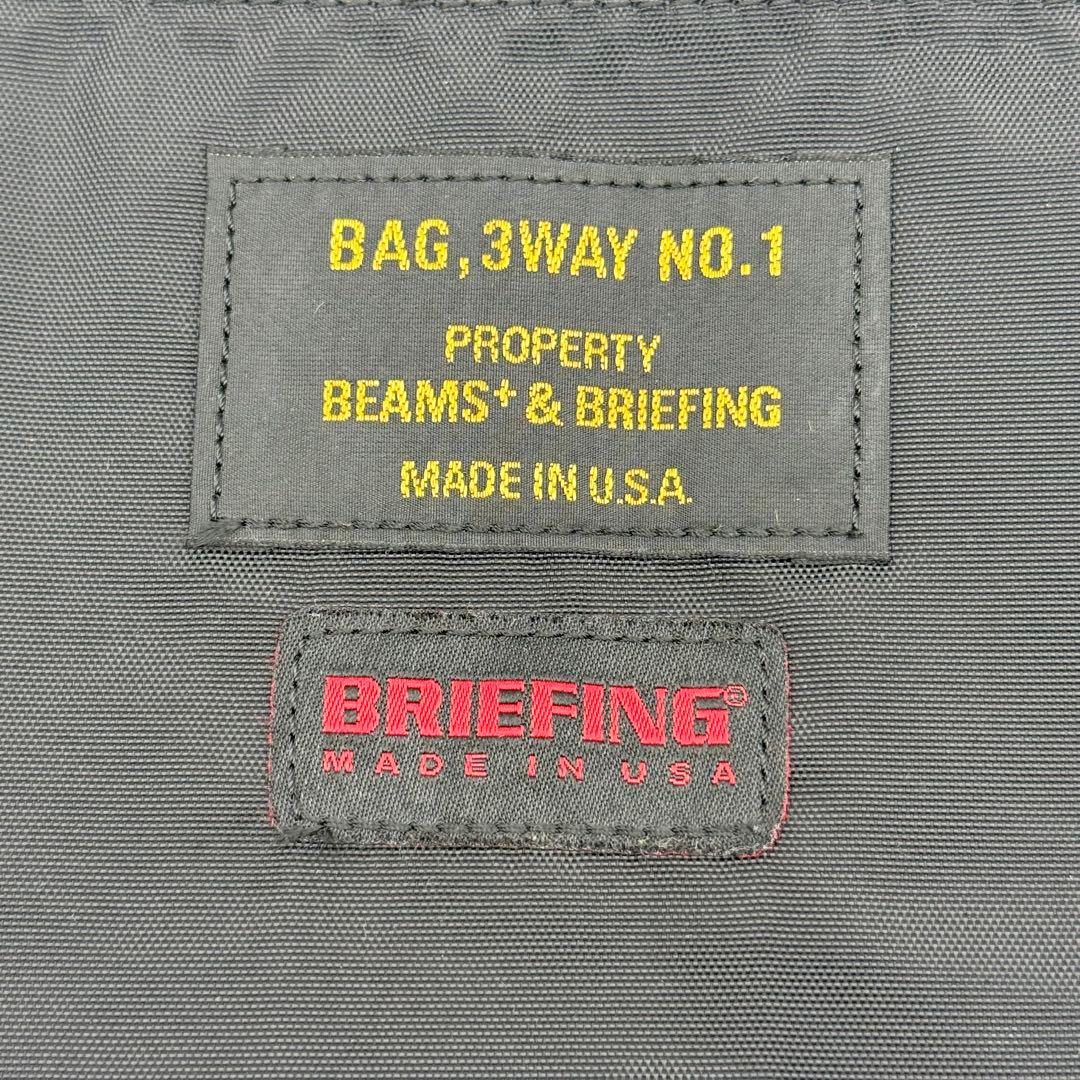 BAG, 3WAY NO.1
PROPERTY
BEAMS+ & BRIEFING
MADE IN U.S.A.
BRIEFING®
MADE IN USA